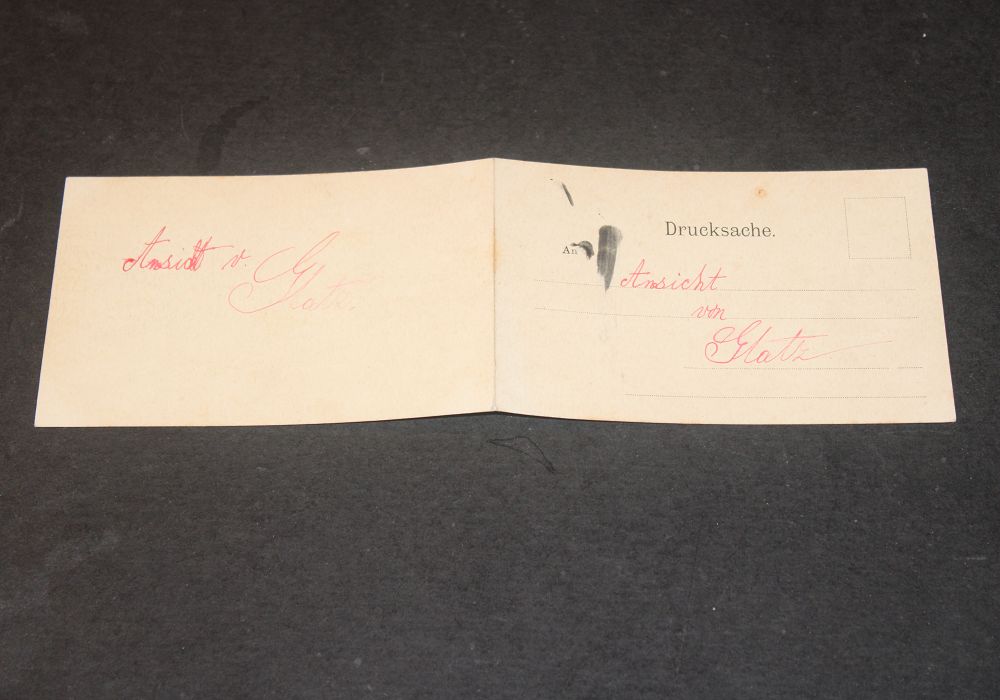 Ansicht v.
Glatz.
Drucksache.
An
Ansicht
von
Glatz